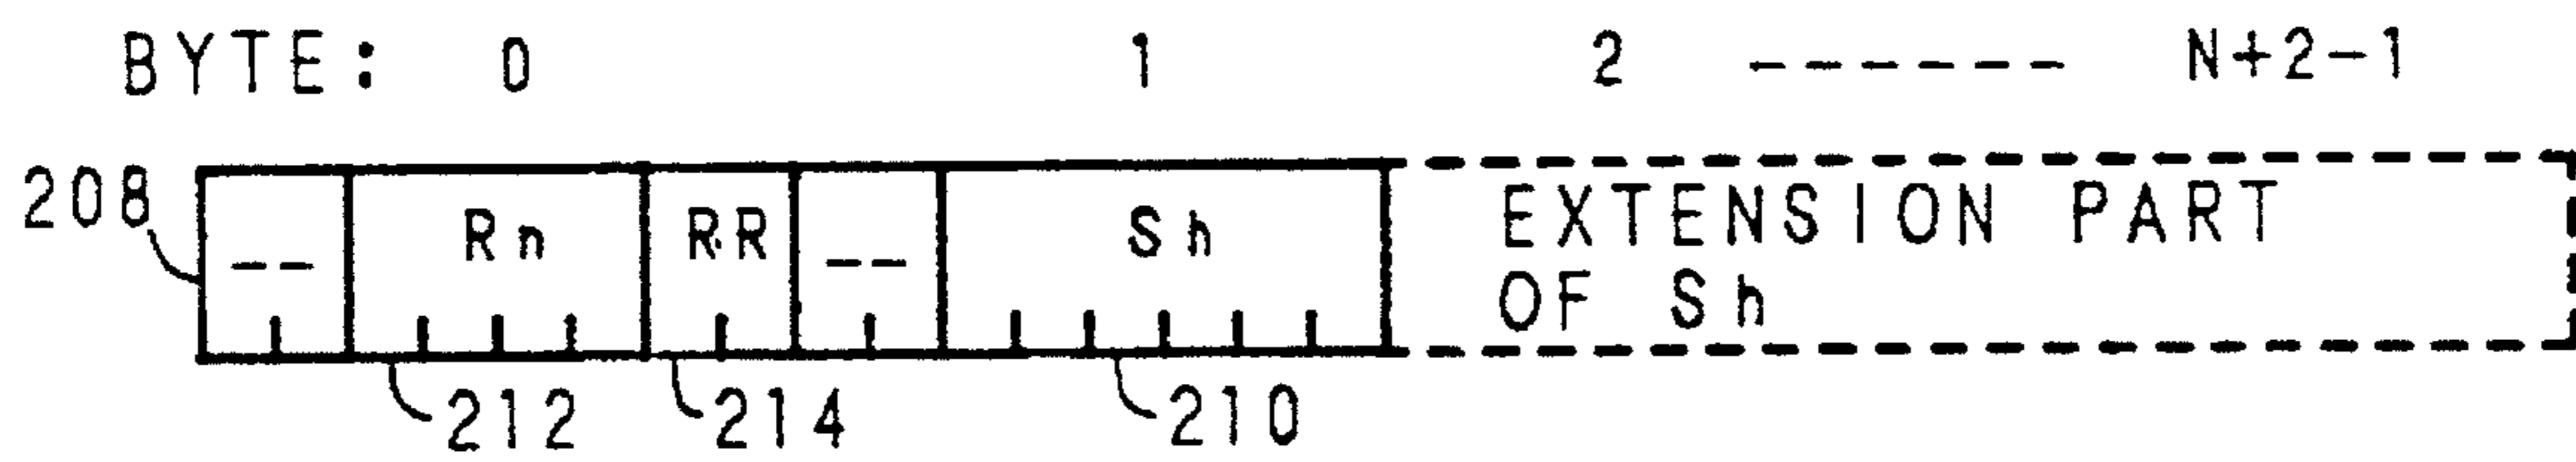 BYTE: 0 1 2 ------ N+2-1
208 -- Rn RR -- Sh EXTENSION PART
OF Sh
212 214 210